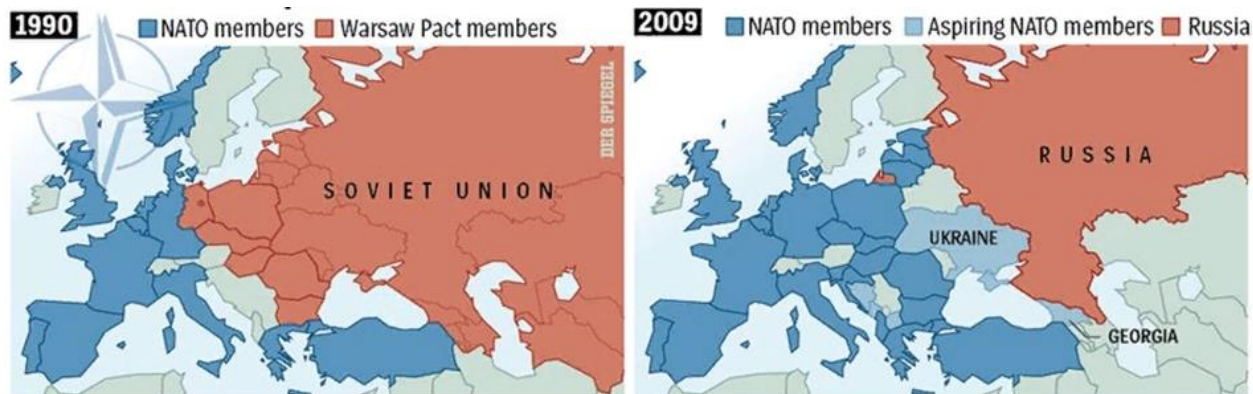 1990
NATO members
Warsaw Pact members
DER SPIEGEL
SOVIET UNION
2009
NATO members
Aspiring NATO members
Russia
RUSSIA
UKRAINE
GEORGIA